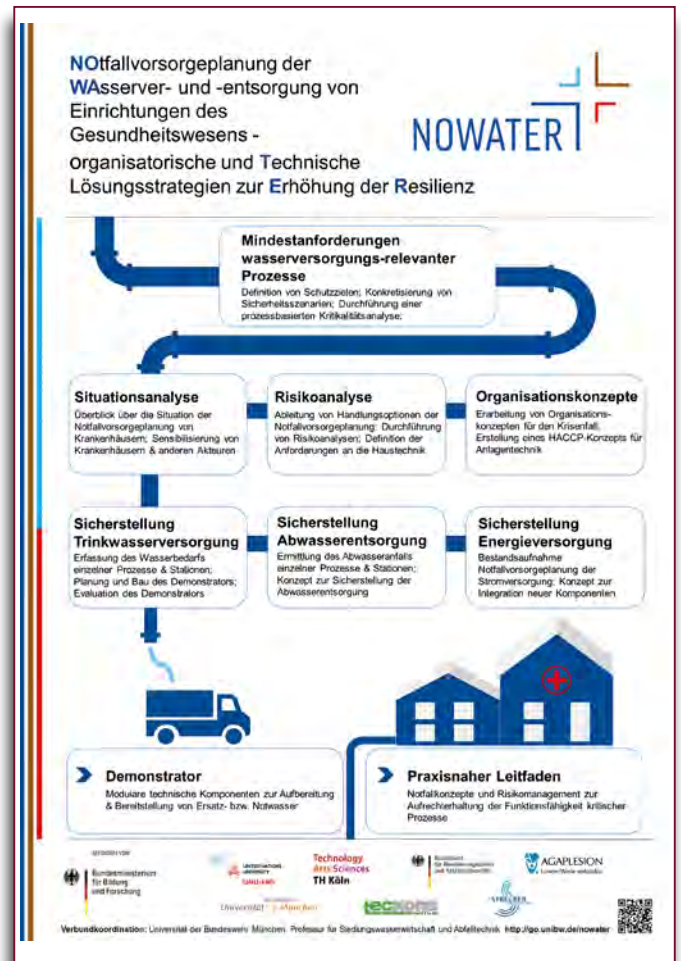 NOtfallvorsorgeplanung der
WAsserver- und -entsorgung von
Einrichtungen des
Gesundheitswesens -
organisatorische und Technische
Lösungsstrategien zur Erhöhung der Resilienz
NOWATER
Mindestanforderungen
wasserversorgungs-relevanter
Prozesse
Definition von Schutzzielen; Konkretisierung von
Sicherheitsszenarien; Durchführung einer
prozessbasierten Kritikalitätsanalyse;
Situationsanalyse
Überblick über die Situation der
Notfallvorsorgeplanung von
Krankenhäusern; Sensibilisierung von
Krankenhäusern & anderen Akteuren
Risikoanalyse
Ableitung von Handlungsoptionen der
Notfallvorsorgeplanung; Durchführung
von Risikoanalysen; Definition der
Anforderungen an die Haustechnik
Organisationskonzepte
Erarbeitung von Organisations-
konzepten für den Krisenfall,
Erstellung eines HACCP-Konzepts für
Anlagentechnik
Sicherstellung
Trinkwasserversorgung
Erfassung des Wasserbedarfs
einzelner Prozesse & Stationen;
Planung und Bau des Demonstrators;
Evaluation des Demonstrators
Sicherstellung
Abwasserentsorgung
Ermittlung des Abwasseranfalls
einzelner Prozesse & Stationen;
Konzept zur Sicherstellung der
Abwasserentsorgung
Sicherstellung
Energieversorgung
Bestandsaufnahme
Notfallvorsorgeplanung der
Stromversorgung; Konzept zur
Integration neuer Komponenten
Demonstrator
Modulare technische Komponenten zur Aufbereitung
& Bereitstellung von Ersatz- bzw. Notwasser
Praxisnaher Leitfaden
Notfallkonzepte und Risikomanagement zur
Aufrechterhaltung der Funktionsfähigkeit kritischer
Prozesse
Bundesministerium
für Bildung
und Forschung
UNITED NATIONS
UNIVERSITY
Technology
Arts Sciences
TH Köln
AGAPLESION
Universität München
tecxons
Verbundkoordination: Universität der Bundeswehr München, Professur für Siedlungswasserwirtschaft und Abfalltechnik http://go.unibw.de/nowater